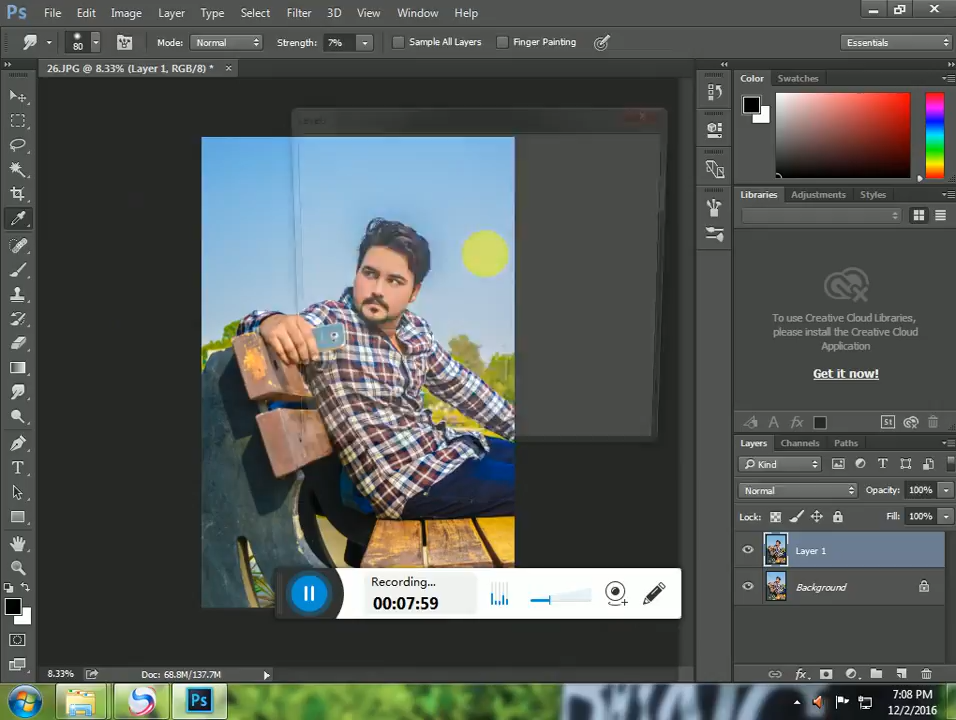 Ps File Edit Image Layer Type Select Filter 3D View Window Help
80 Mode: Normal Strength: 7% Sample All Layers Finger Painting Essentials
26.JPG @ 8.33% (Layer 1, RGB/8) *
Color Swatches
Levels
Libraries Adjustments Styles
To use Creative Cloud Libraries,
please install the Creative Cloud
Application
Get it now!
St
Layers Channels Paths
Kind
Normal Opacity: 100%
Lock: Fill: 100%
Layer 1
Background
Recording...
00:07:59
8.33% Doc: 68.8M/137.7M
Ps
7:08 PM
12/2/2016